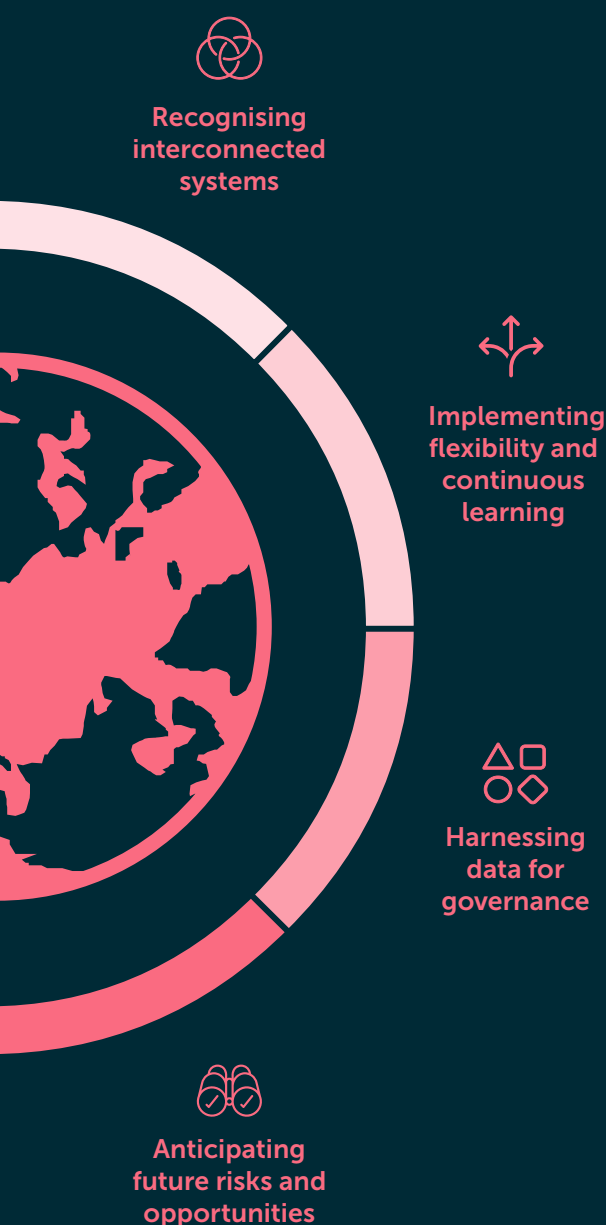 Recognising
interconnected
systems
Implementing
flexibility and
continuous
learning
Harnessing
data for
governance
Anticipating
future risks and
opportunities